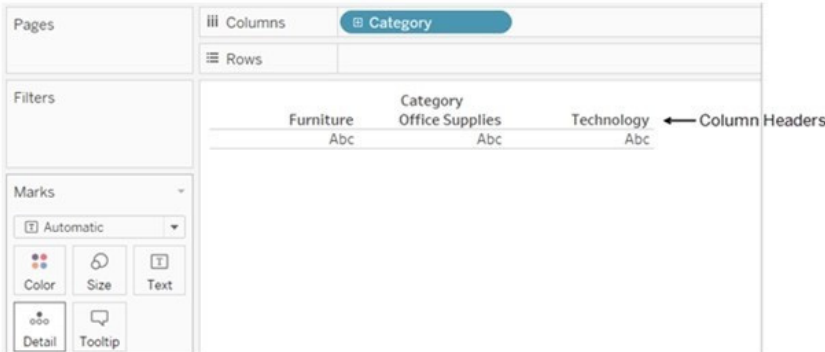 Pages
Columns
Category
Rows
Filters
Category
Furniture Office Supplies Technology
Column Headers
Abc Abc Abc
Marks
Automatic
Color Size Text
Detail Tooltip